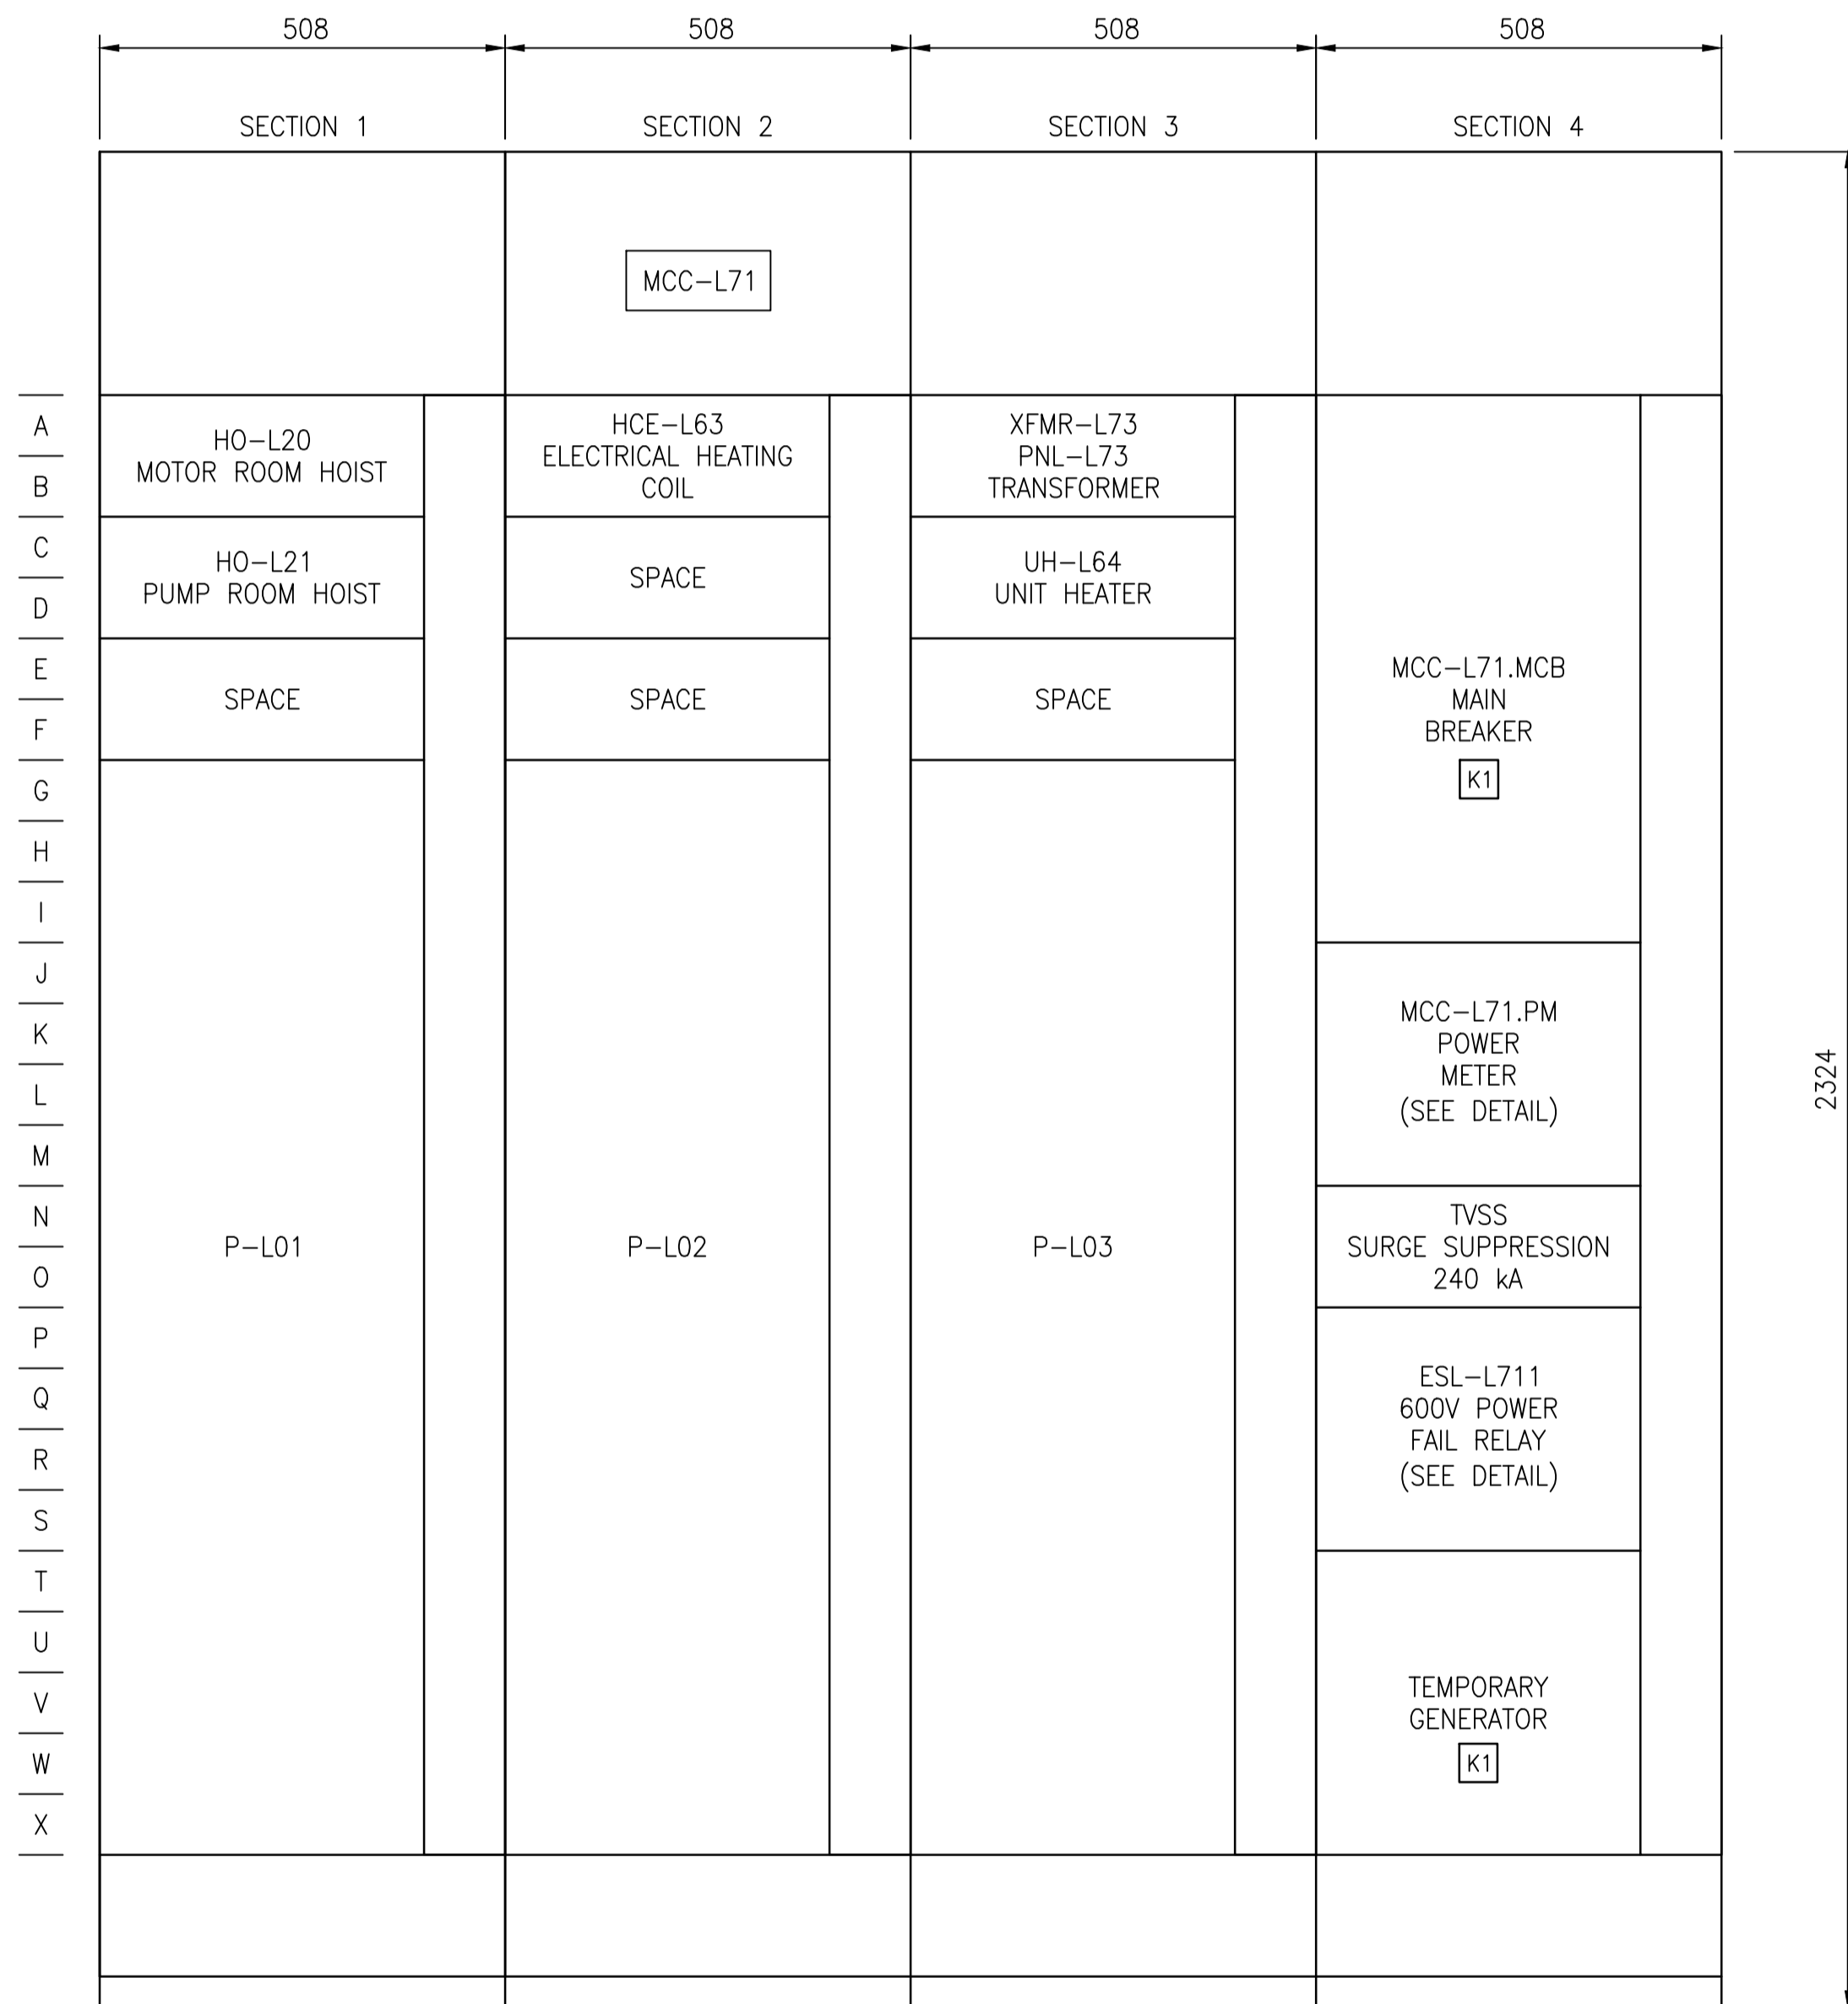 508 508 508 508
SECTION 1 SECTION 2 SECTION 3 SECTION 4
MCC-L71
A
B
C
D
E
F
G
H
I
J
K
L
M
N
O
P
Q
R
S
T
U
V
W
X
HO-L20
MOTOR ROOM HOIST
HO-L21
PUMP ROOM HOIST
SPACE
P-L01
HCE-L63
ELECTRICAL HEATING
COIL
SPACE
SPACE
P-L02
XFMR-L73
PNL-L73
TRANSFORMER
UH-L64
UNIT HEATER
SPACE
P-L03
MCC-L71.MCB
MAIN
BREAKER
K1
MCC-L71.PM
POWER
METER
(SEE DETAIL)
TVSS
SURGE SUPPRESSION
240 kA
ESL-L711
600V POWER
FAIL RELAY
(SEE DETAIL)
TEMPORARY
GENERATOR
K1
2324